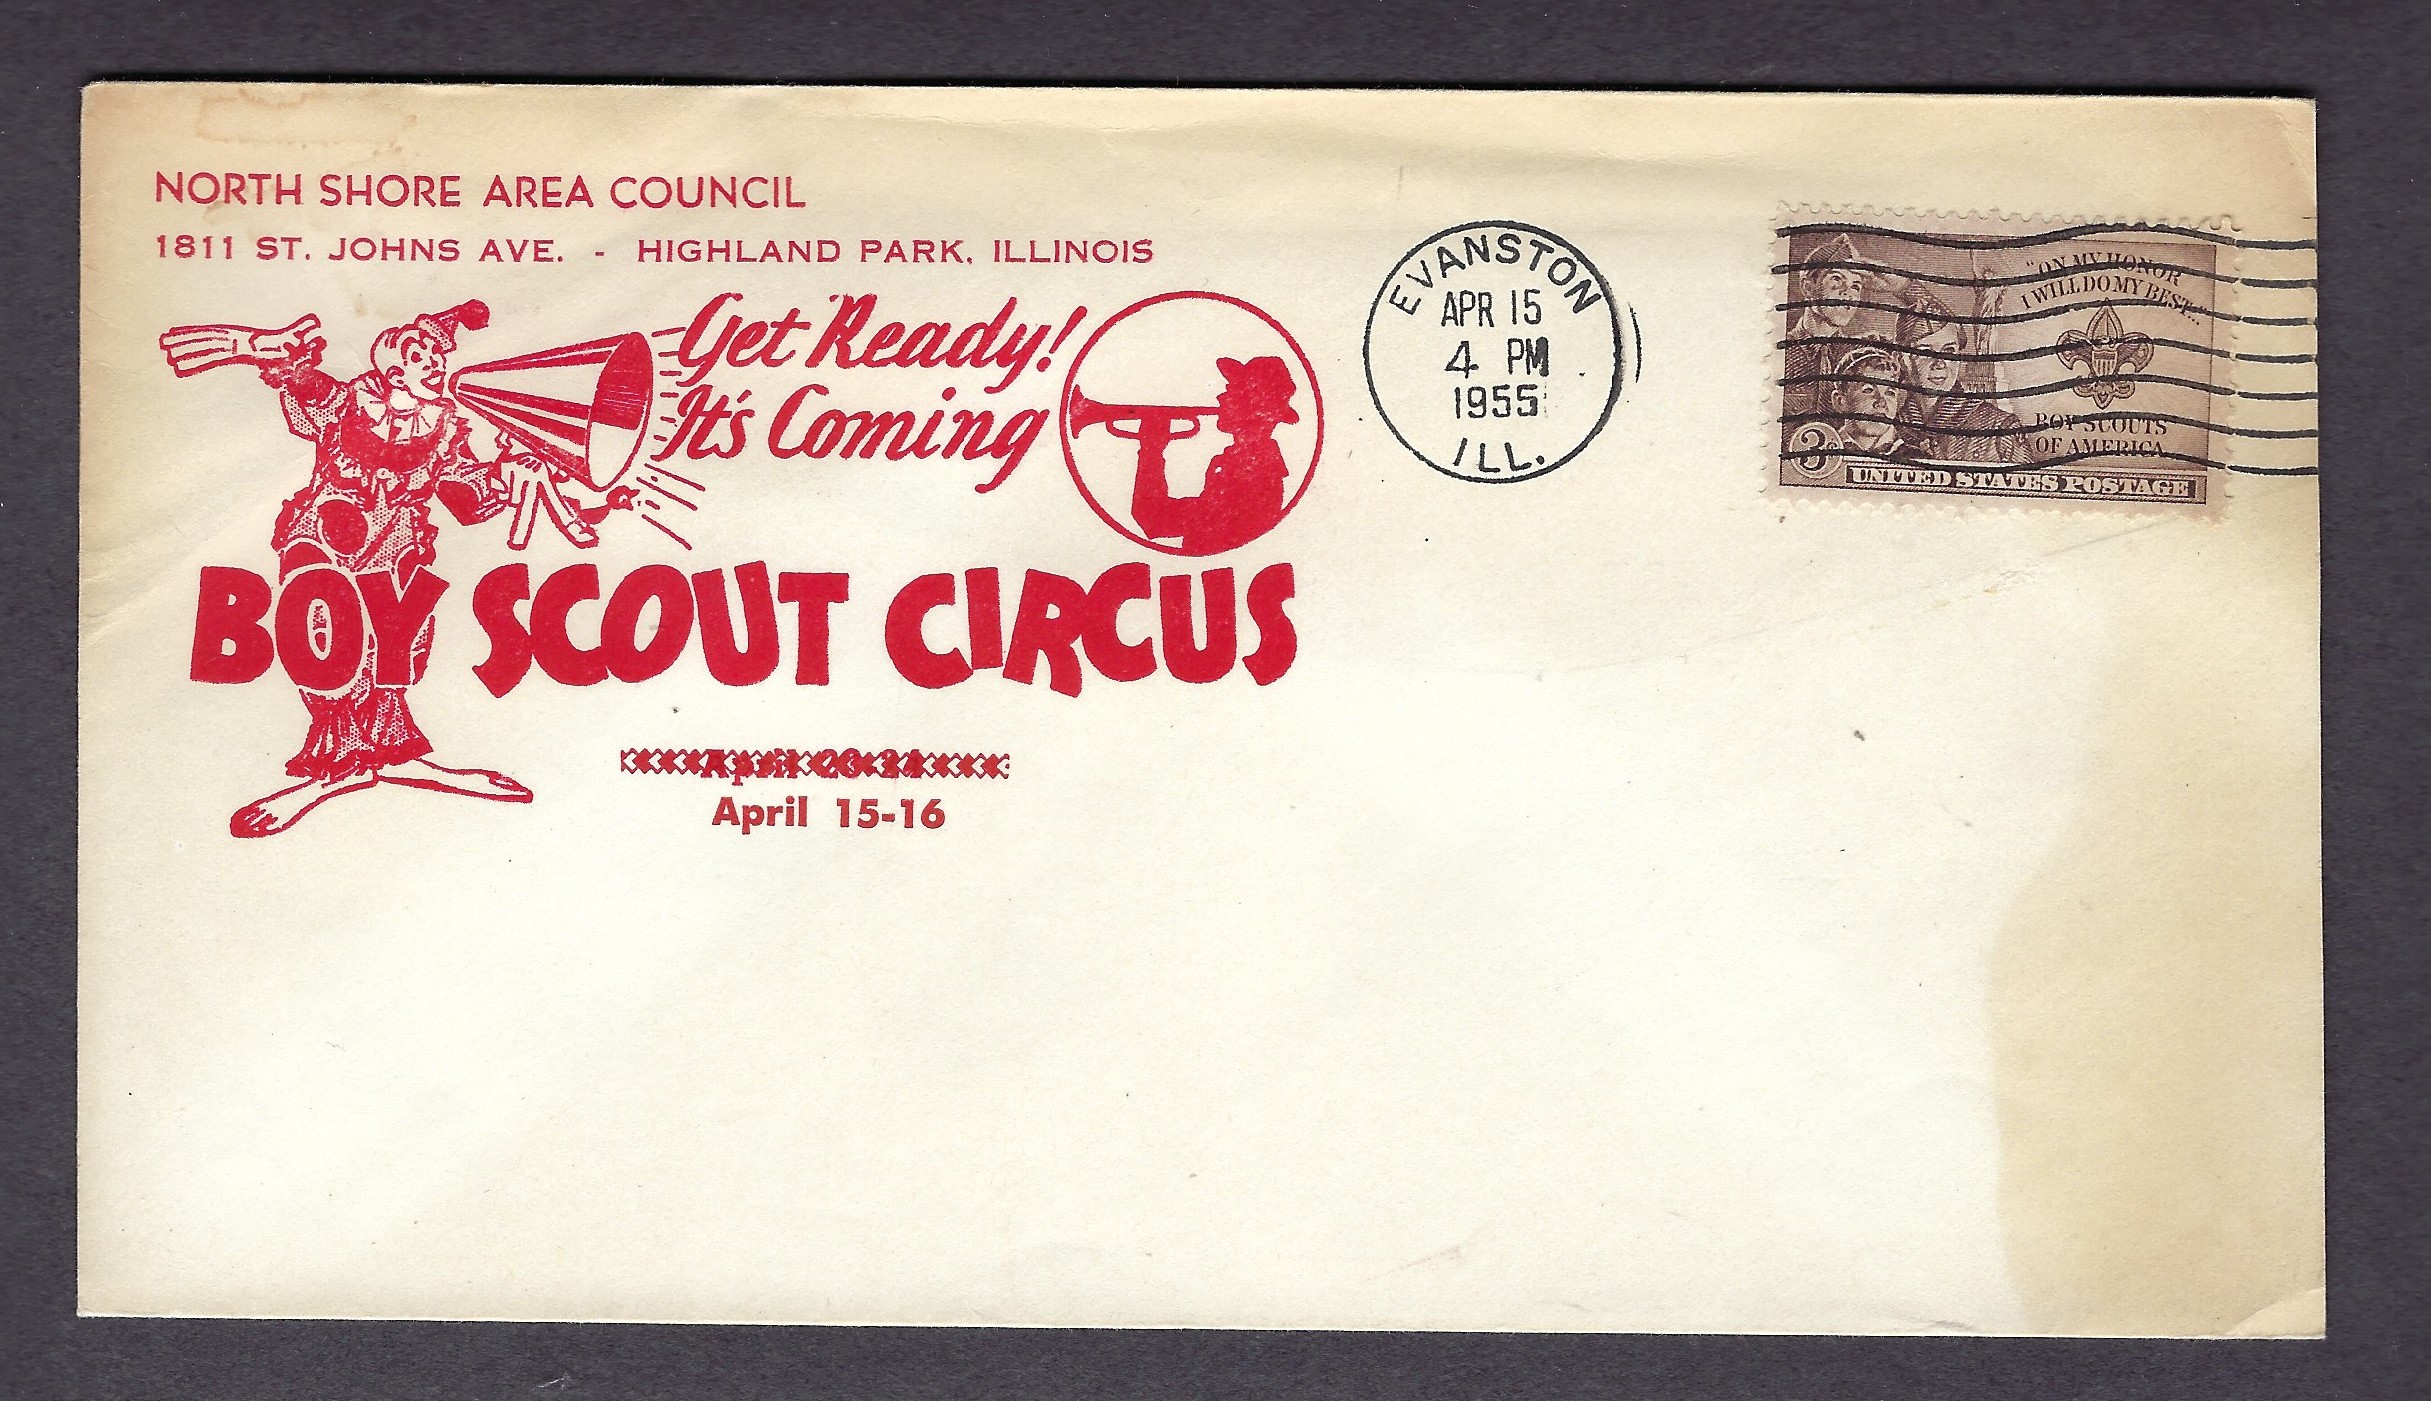 NORTH SHORE AREA COUNCIL
1811 ST. JOHNS AVE. - HIGHLAND PARK, ILLINOIS
Get Ready!
It's Coming
BOY SCOUT CIRCUS
April
April 15-16
EVANSTON
APR 15
4 PM
1955
ILL.
"ON MY HONOR
I WILL DO MY BEST..."
BOY SCOUTS
OF AMERICA
3¢
UNITED STATES POSTAGE